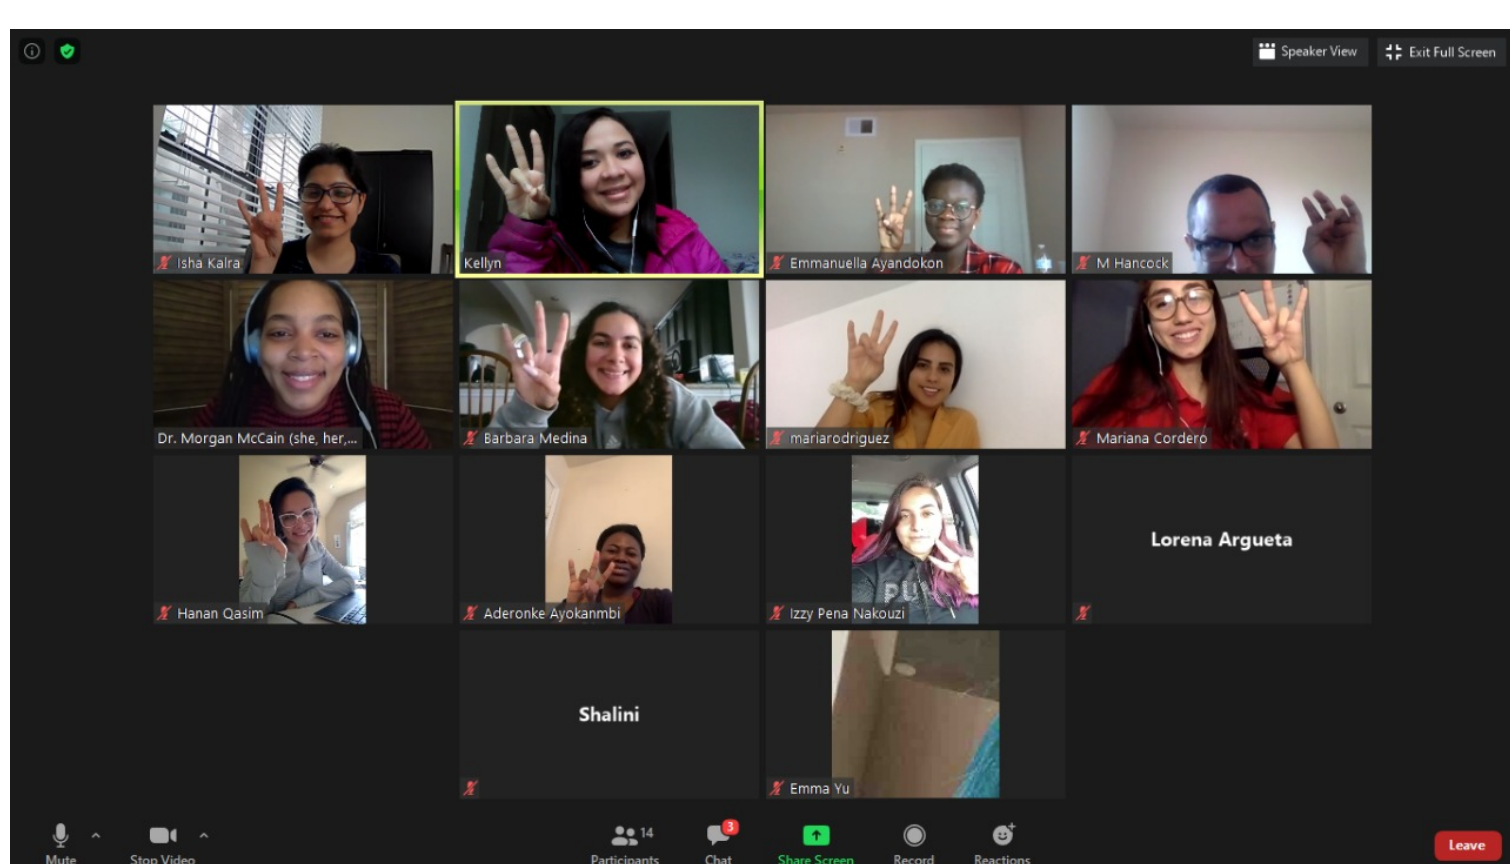 Speaker View
Exit Full Screen
Isha Kalra
Kellyn
Emmanuella Ayandokon
M Hancock
Dr. Morgan McCain (she, her,...
Barbara Medina
mariarodriguez
Mariana Cordero
Hanan Qasim
Aderonke Ayokanmbi
Izzy Pena Nakouzi
Lorena Argueta
Shalini
Emma Yu
14
3
Mute
Stop Video
Participants
Chat
Share Screen
Record
Reactions
Leave